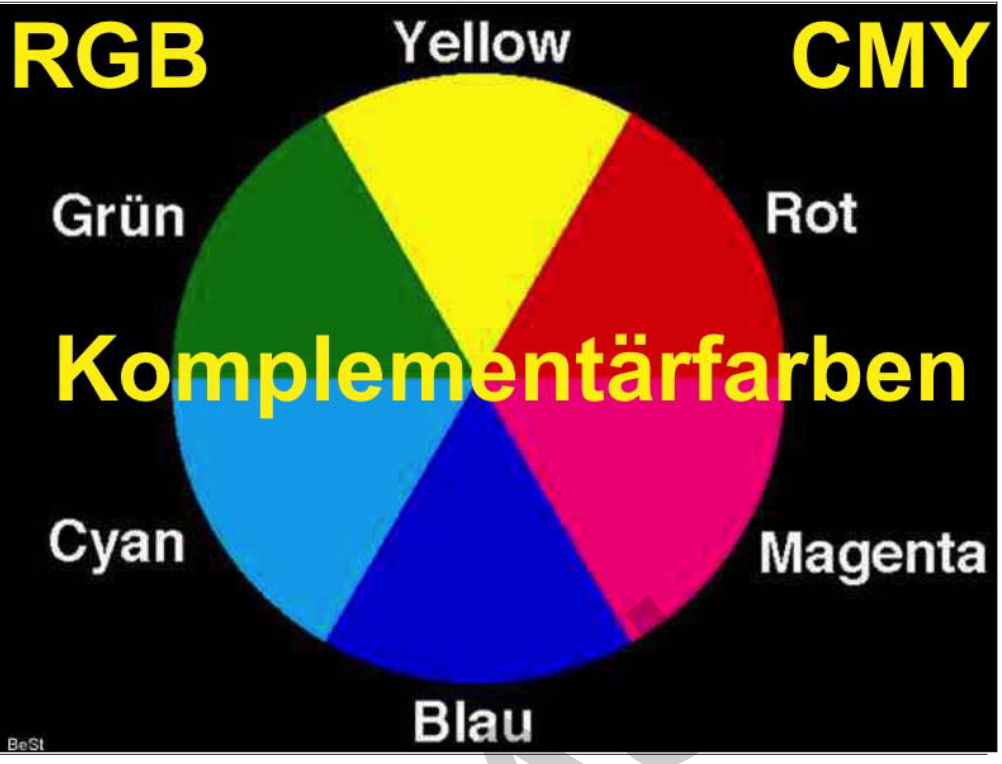 RGB Yellow CMY
Grün Rot
Komplementärfarben
Cyan Magenta
Blau
BeSt